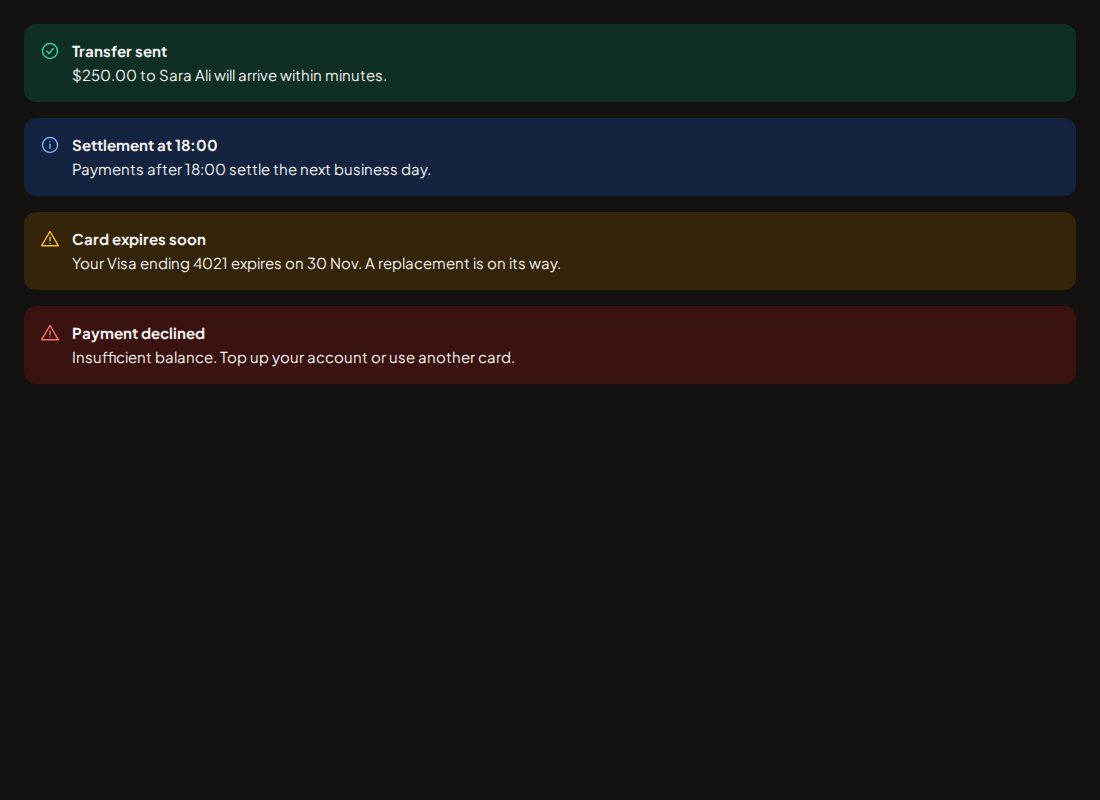 Transfer sent
$250.00 to Sara Ali will arrive within minutes.
Settlement at 18:00
Payments after 18:00 settle the next business day.
Card expires soon
Your Visa ending 4021 expires on 30 Nov. A replacement is on its way.
Payment declined
Insufficient balance. Top up your account or use another card.